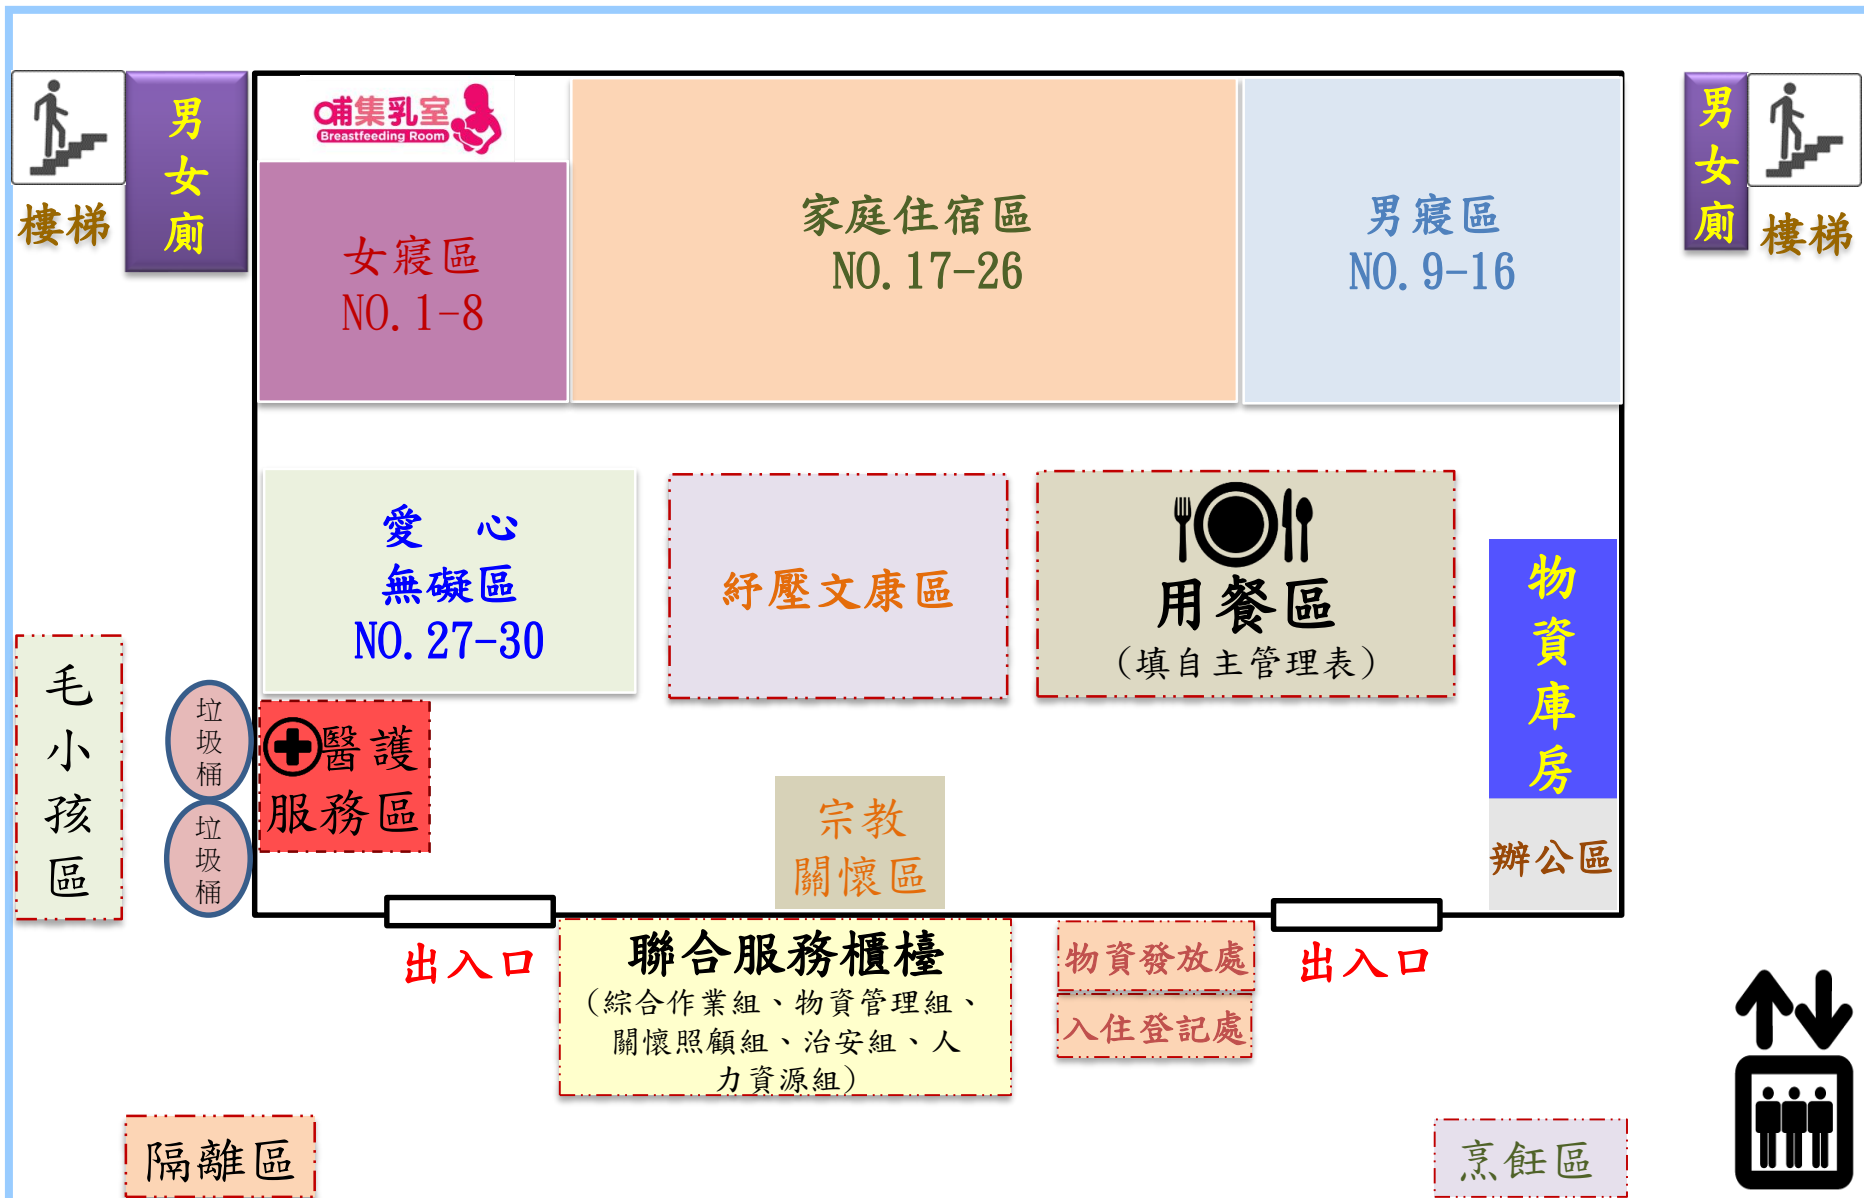 樓梯
男
女
廁
哺集乳室
Breastfeeding Room
女寢區
NO.1-8
家庭住宿區
NO.17-26
男寢區
NO.9-16
男
女
廁
樓梯
愛　心
無礙區
NO.27-30
紓壓文康區
用餐區
(填自主管理表)
物
資
庫
房
辦公區
毛
小
孩
區
垃
圾
桶
垃
圾
桶
醫護
服務區
宗教
關懷區
出入口
聯合服務櫃檯
(綜合作業組、物資管理組、
關懷照顧組、治安組、人
力資源組)
物資發放處
入住登記處
出入口
隔離區
烹飪區